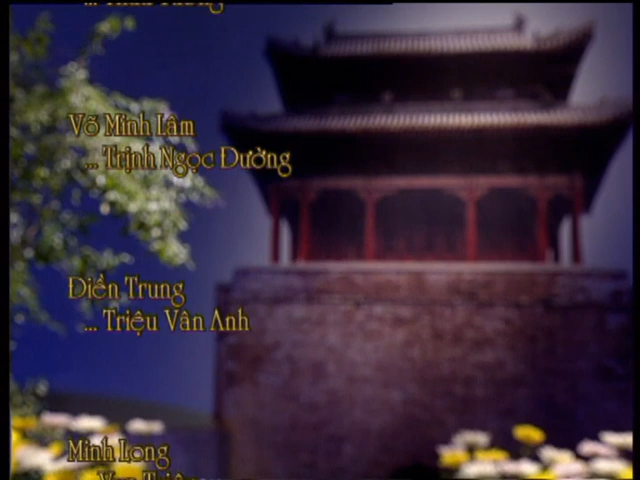 Võ Minh Lâm
... Trịnh Ngọc Đường
Điền Trung
... Triệu Vân Anh
Minh Long